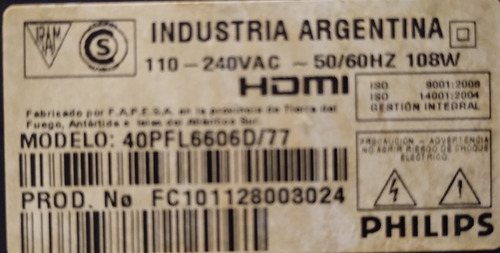 IRAM
S
INDUSTRIA ARGENTINA
110-240VAC ~ 50/60HZ 108W
HDMI
ISO 9001:2008
ISO 14001:2004
GESTIÓN INTEGRAL
Fabricado por F.A.P.E.S.A. en la provincia de Tierra del
Fuego, Antártida e Islas del Atlántico Sur.
MODELO: 40PFL6606D/77
PRECAUCION - ADVERTENCIA
NO ABRIR RIESGO DE CHOQUE
ELECTRICO
PROD. No FC101128003024
PHILIPS